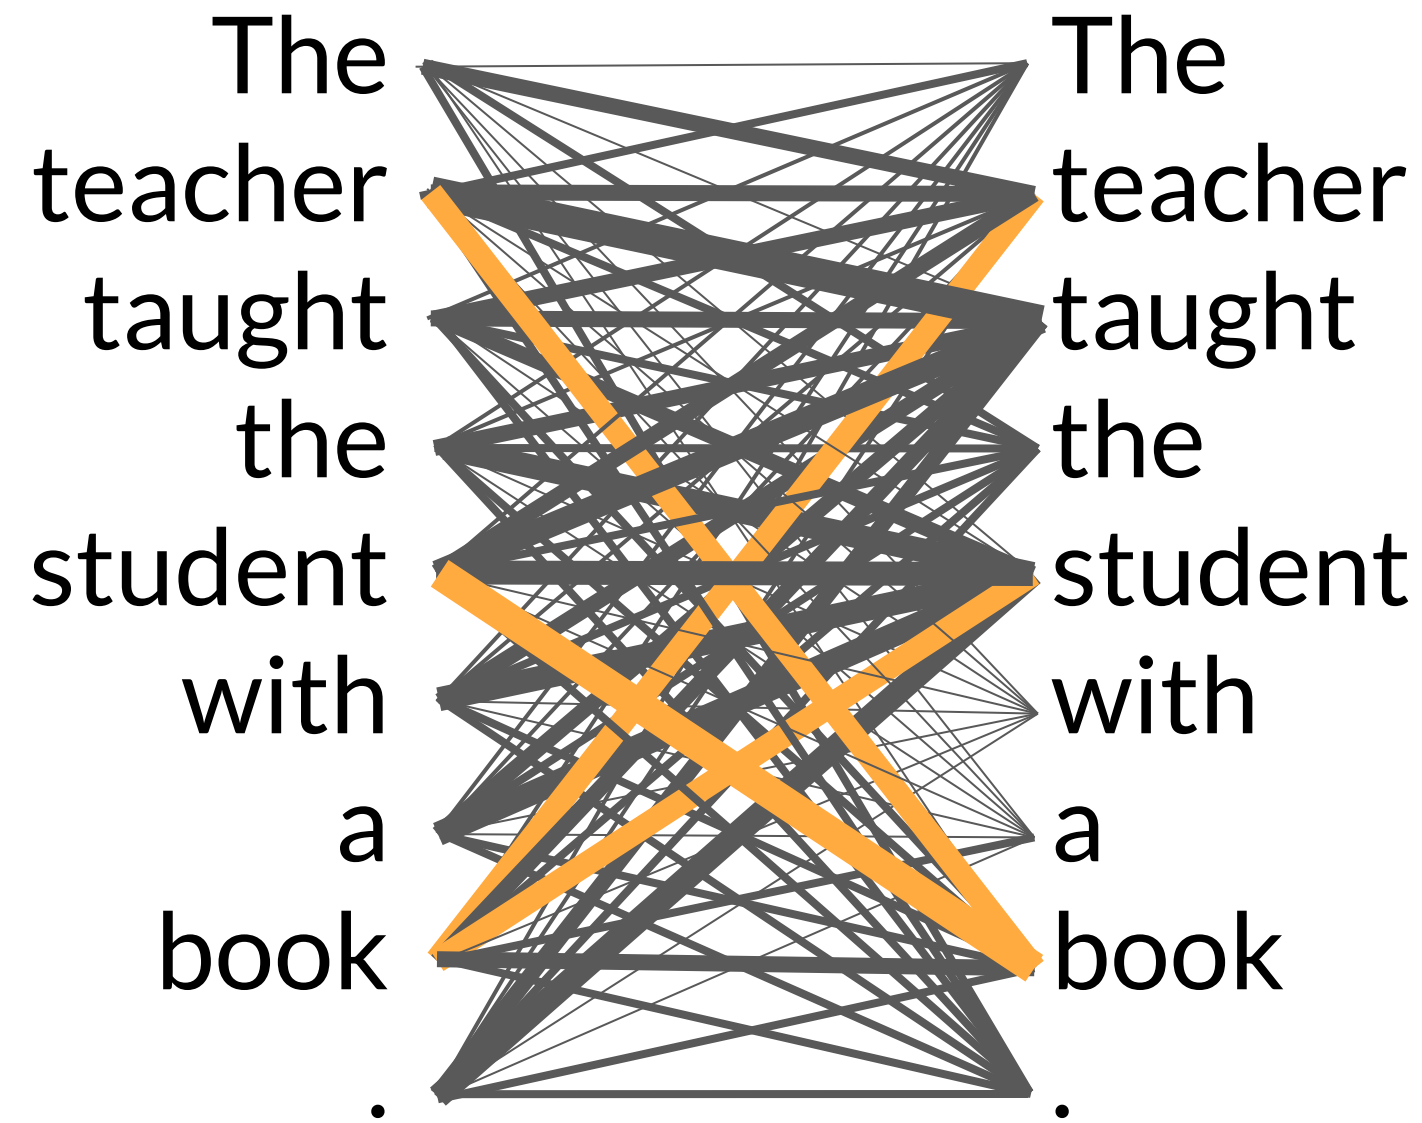 The The
teacher teacher
taught taught
the the
student student
with with
a a
book book
. .